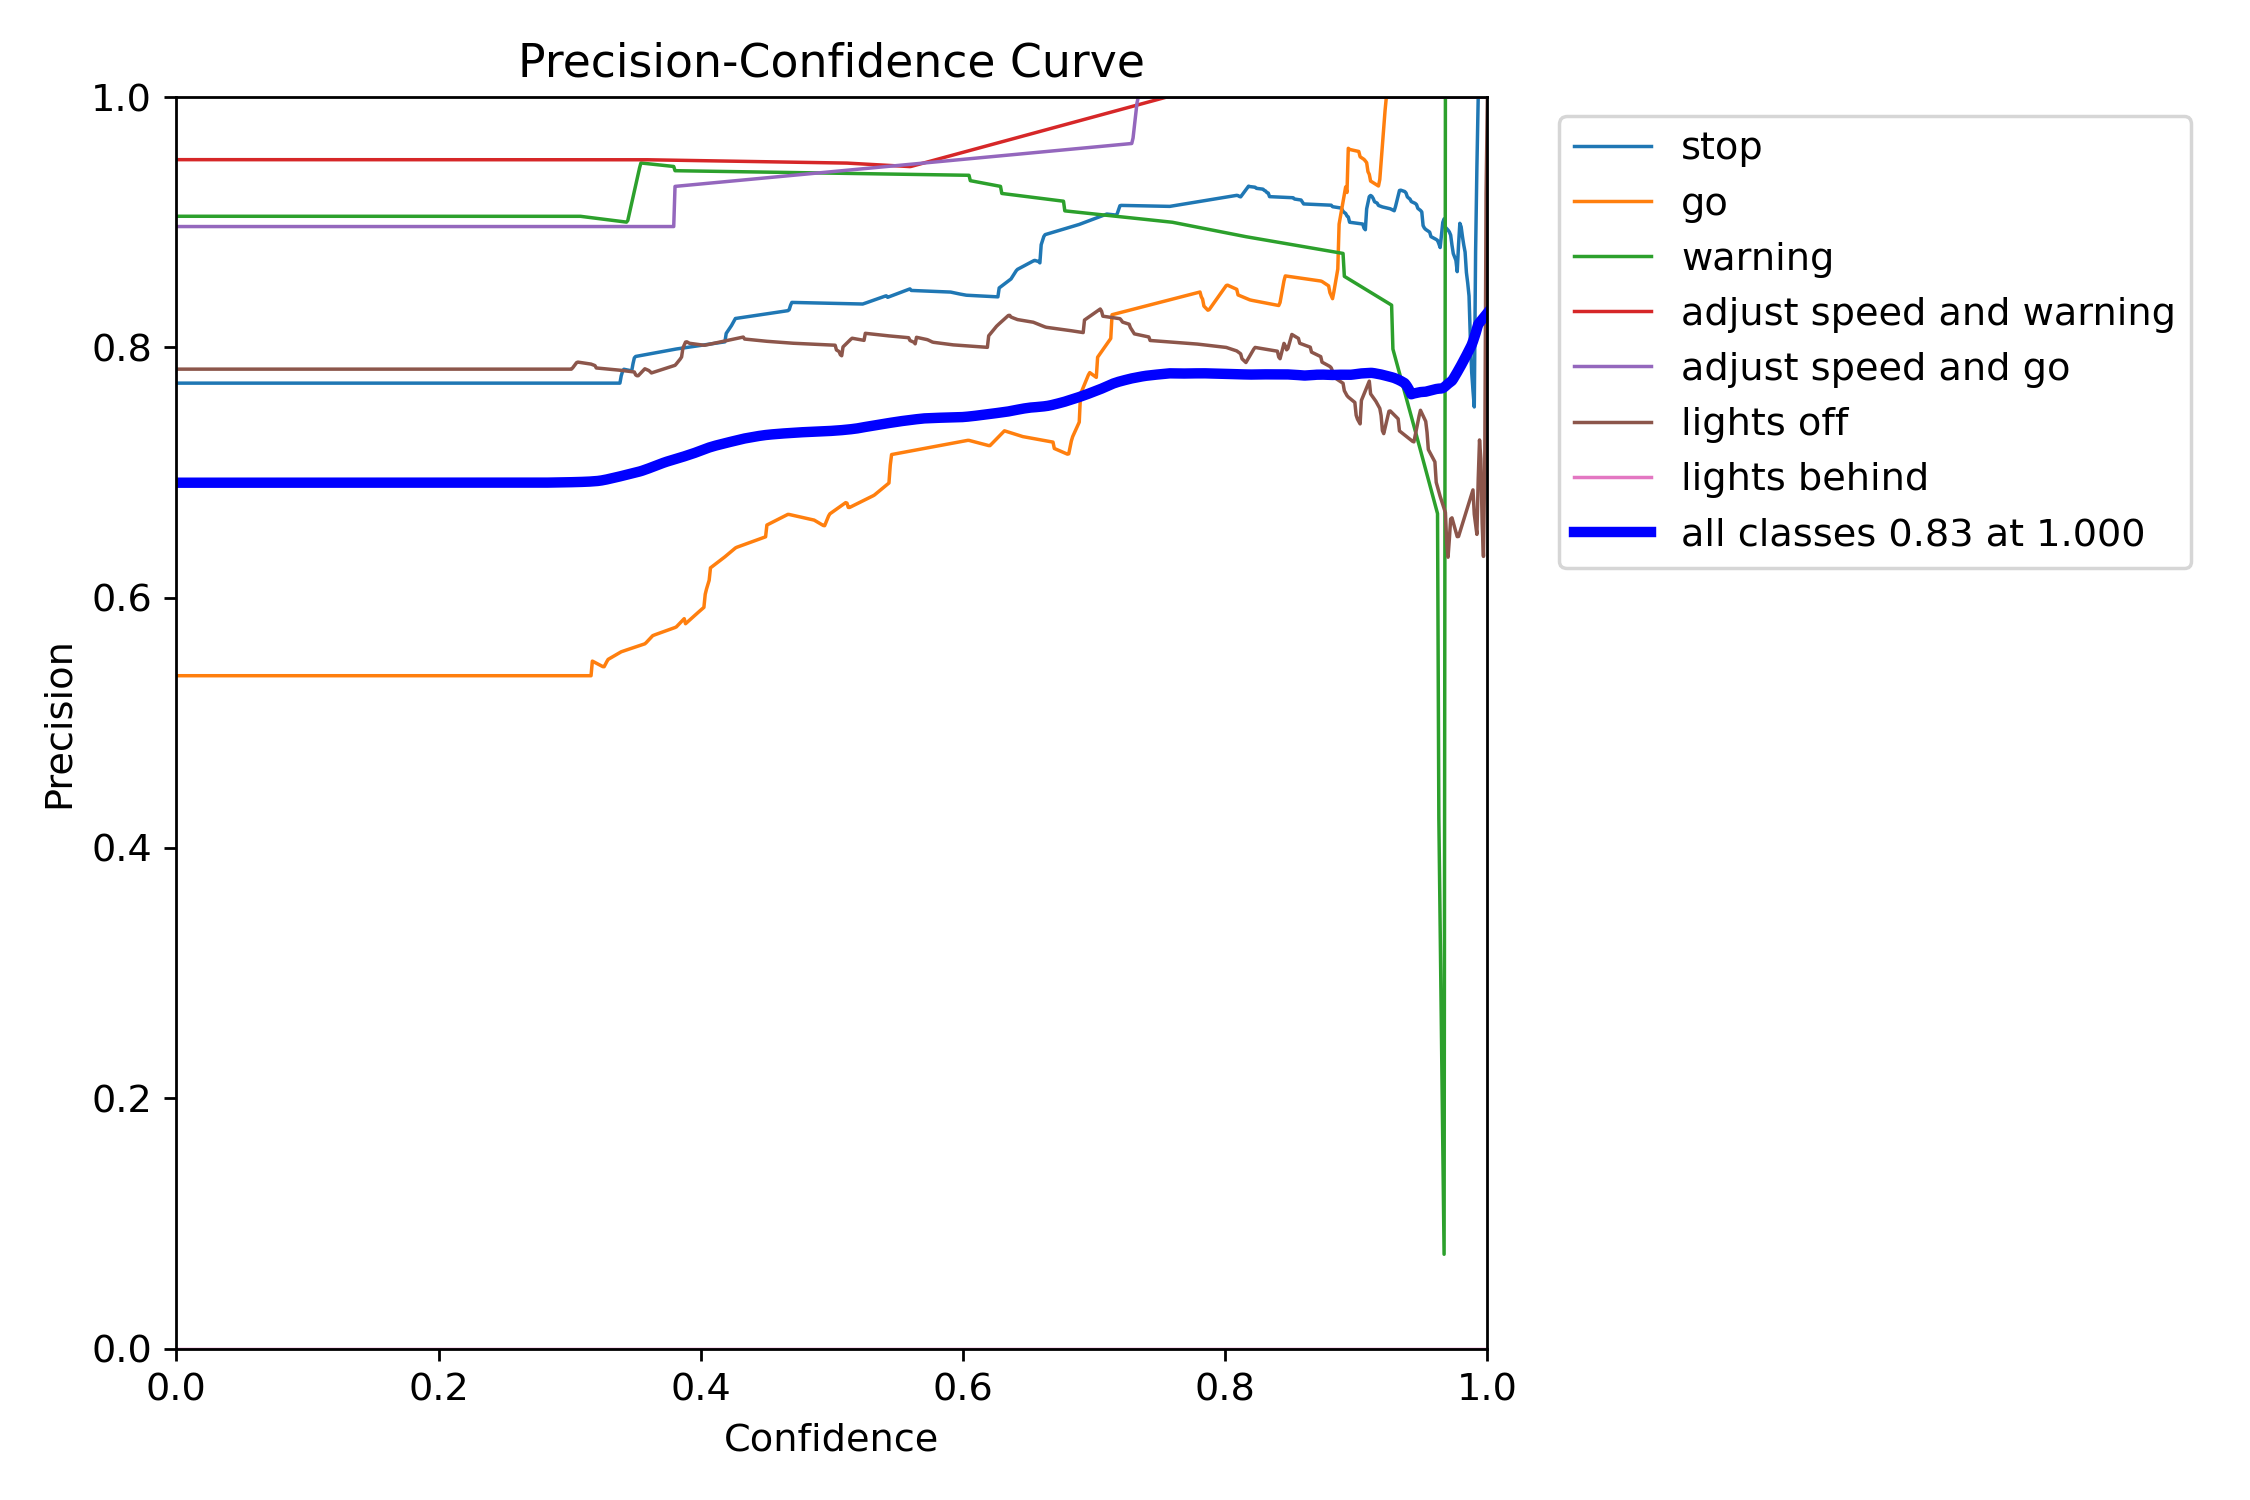 Precision-Confidence Curve
1.0
0.8
0.6
0.4
0.2
0.0
Precision
0.0 0.2 0.4 0.6 0.8 1.0
Confidence
stop
go
warning
adjust speed and warning
adjust speed and go
lights off
lights behind
all classes 0.83 at 1.000